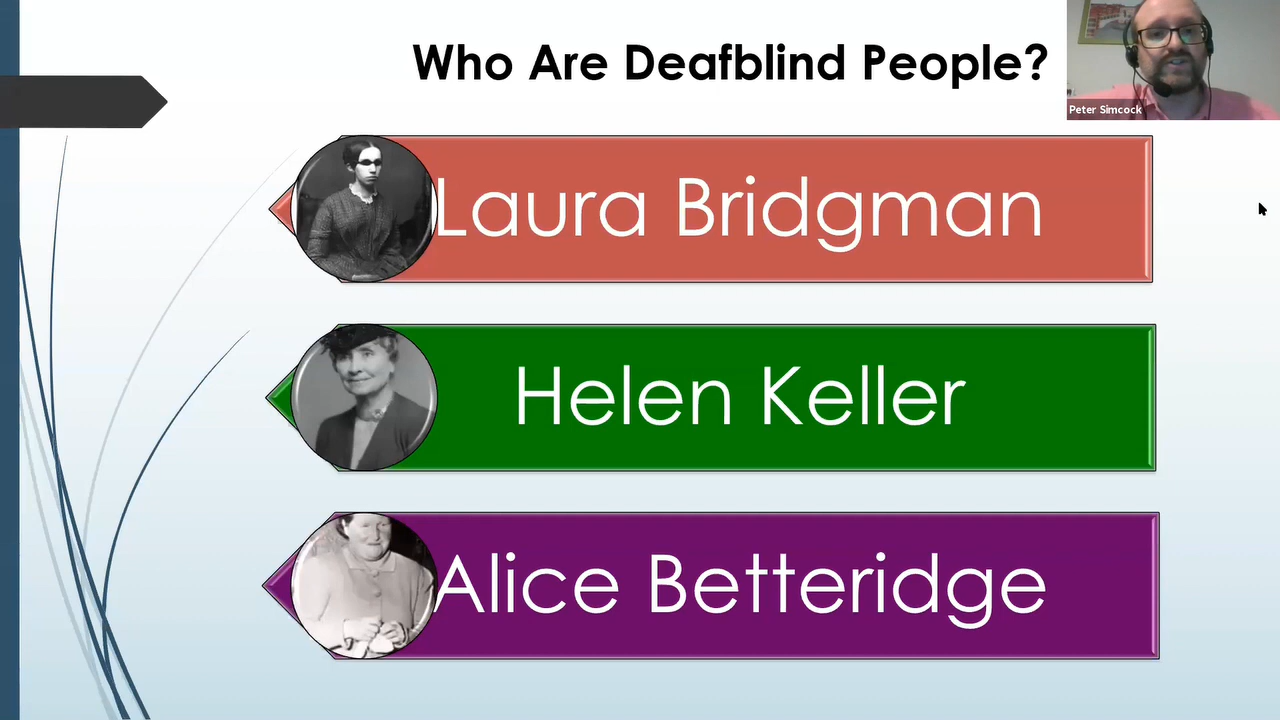 Who Are Deafblind People?
Peter Simcock
Laura Bridgman
Helen Keller
Alice Betteridge